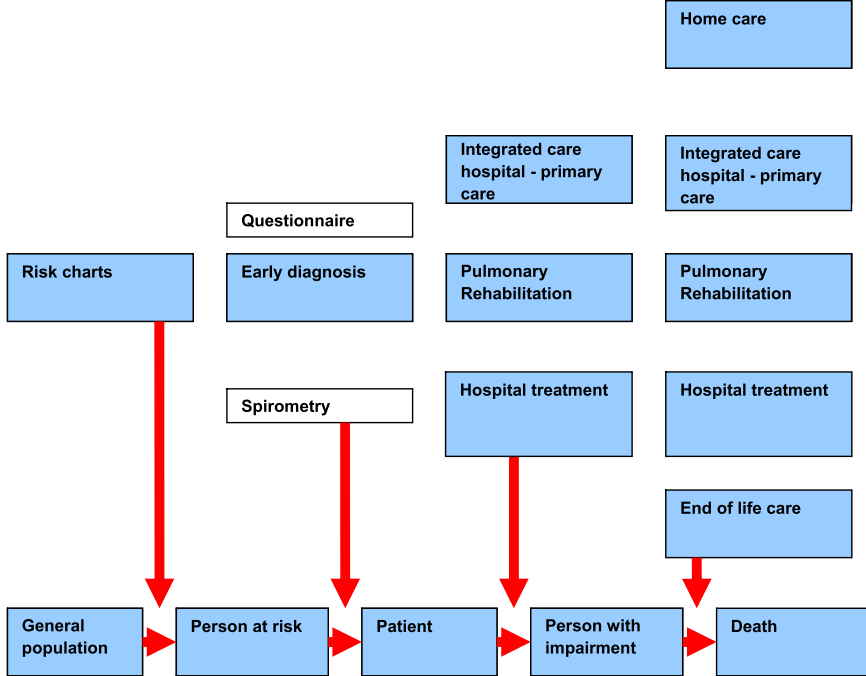 Home care
Integrated care
hospital - primary
care
Integrated care
hospital - primary
care
Questionnaire
Risk charts
Early diagnosis
Pulmonary
Rehabilitation
Pulmonary
Rehabilitation
Spirometry
Hospital treatment
Hospital treatment
End of life care
General
population
Person at risk
Patient
Person with
impairment
Death